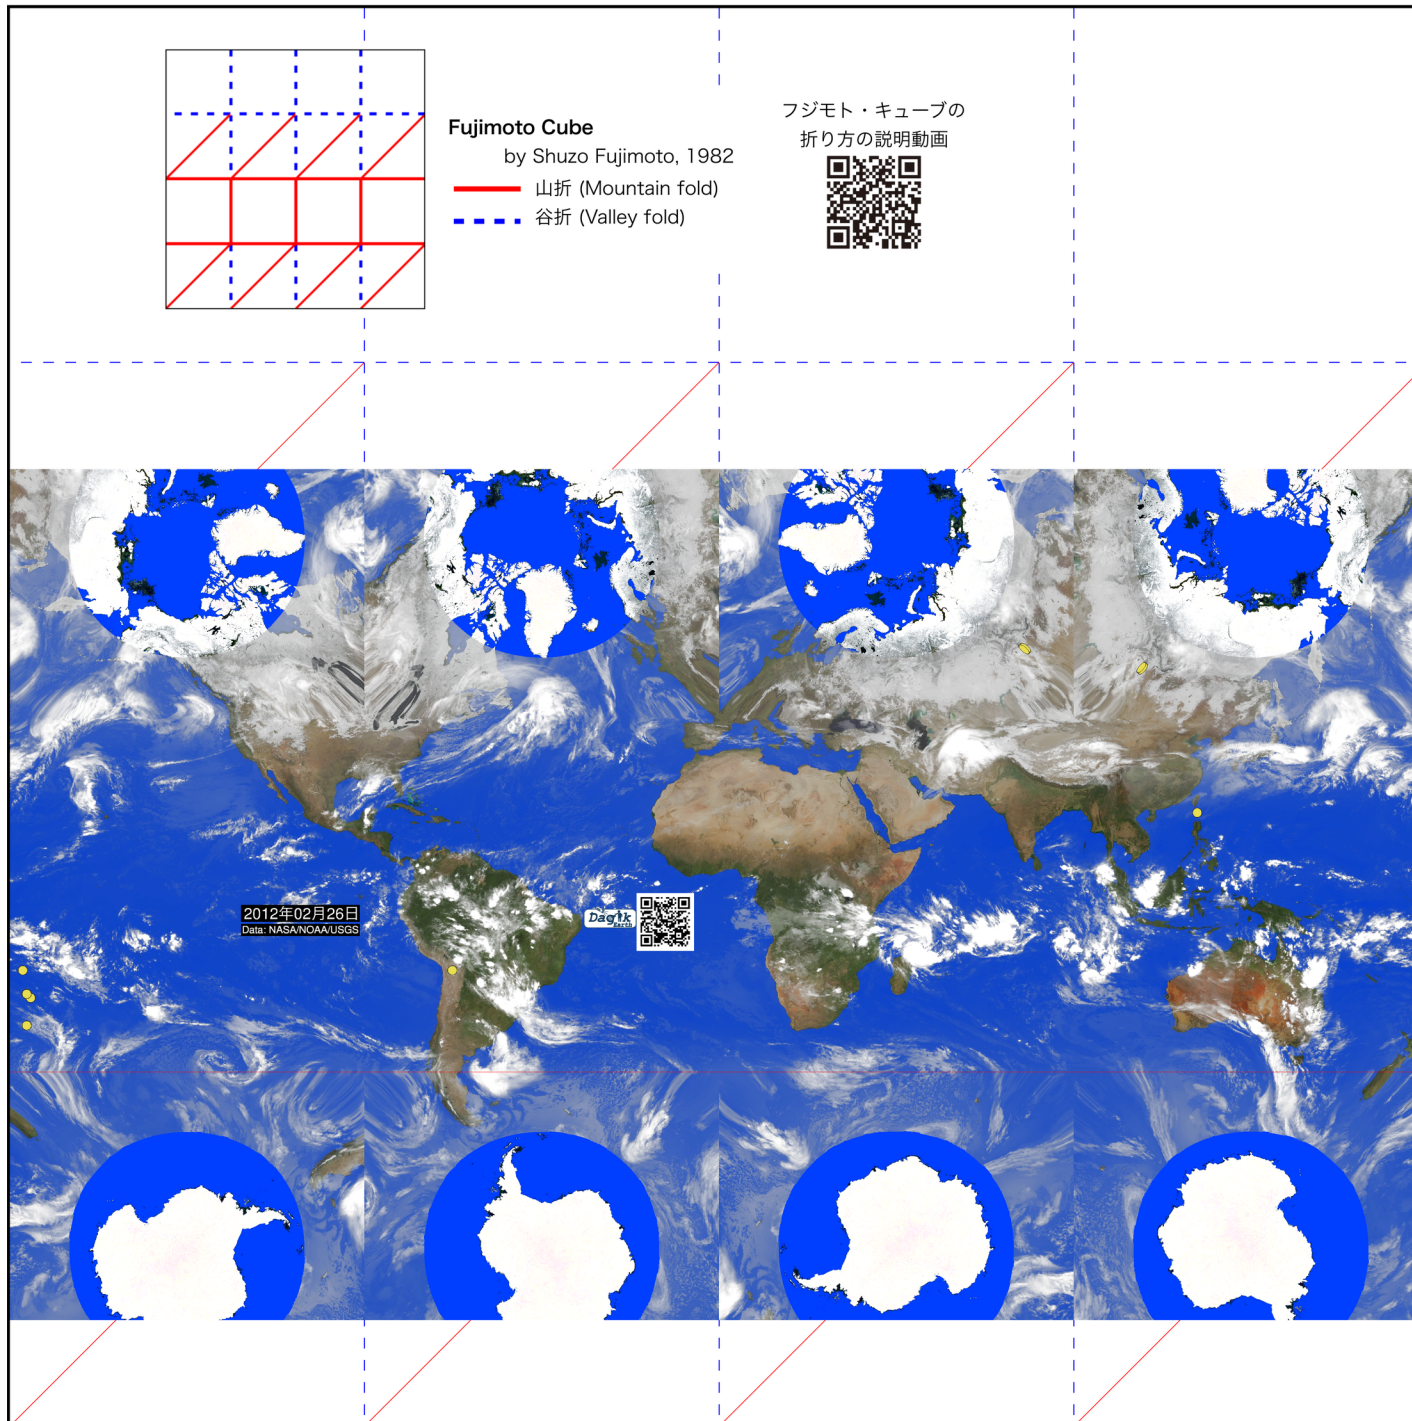 Fujimoto Cube
by Shuzo Fujimoto, 1982
山折 (Mountain fold)
谷折 (Valley fold)
フジモト・キューブの
折り方の説明動画
2012年02月26日
Data: NASA/NOAA/USGS
Dagik
Earth